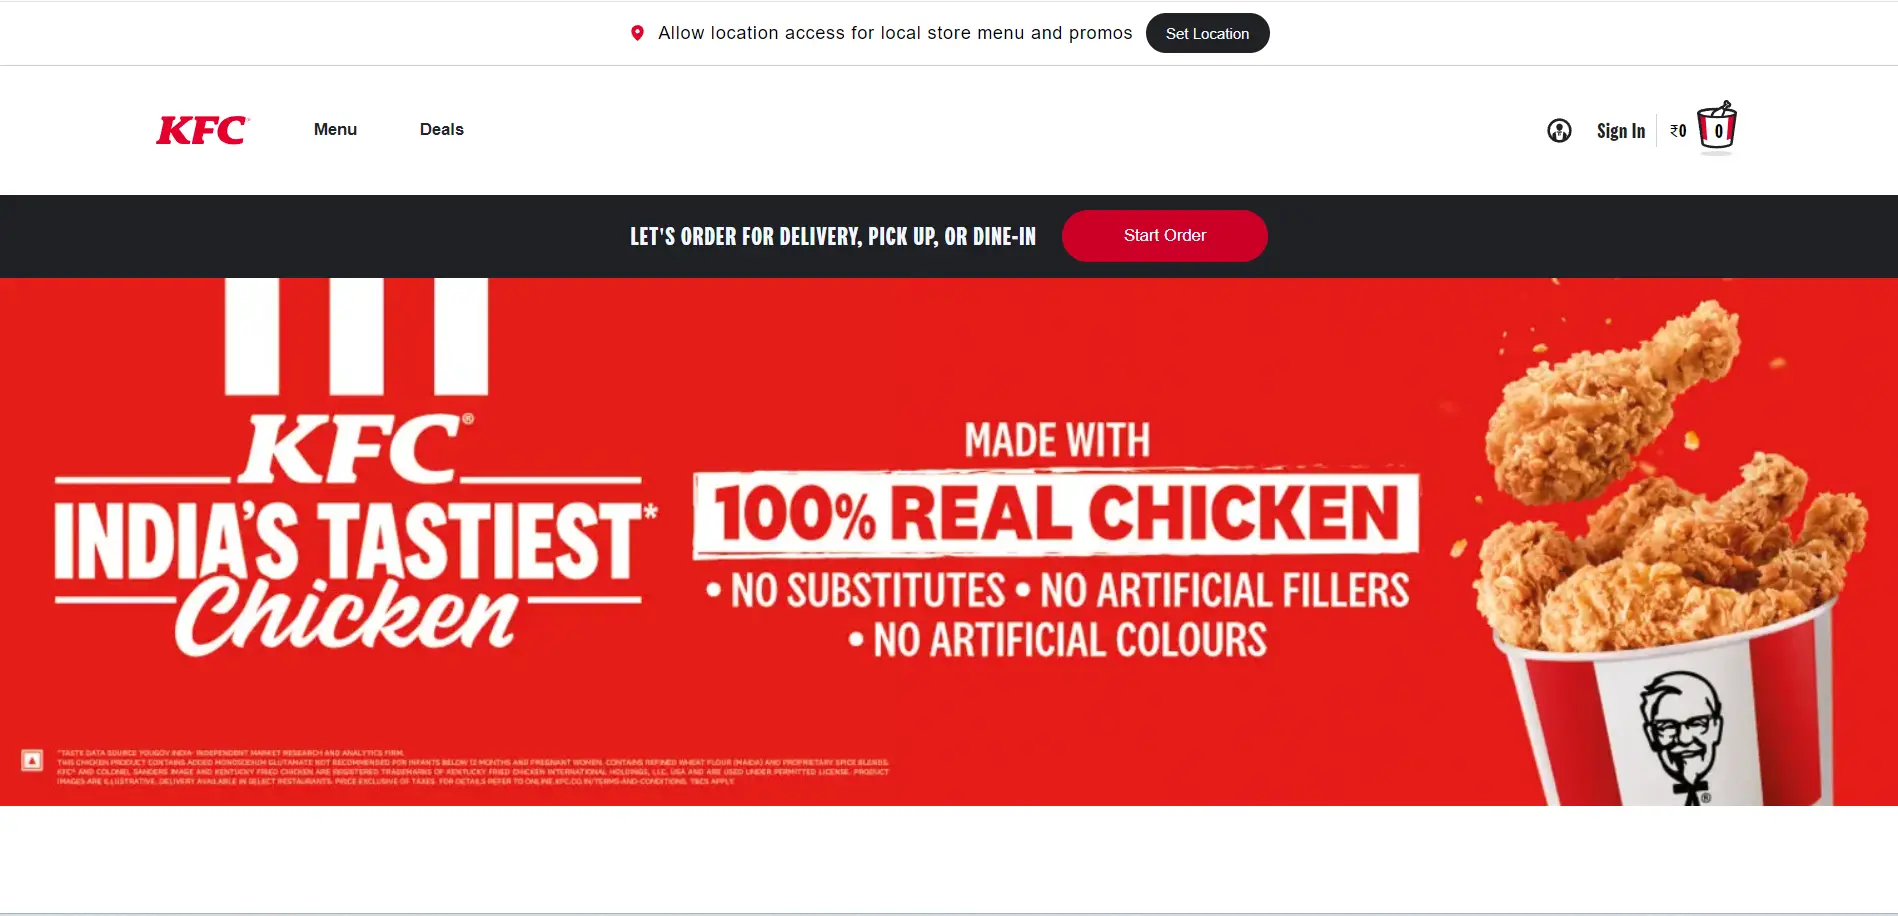 Allow location access for local store menu and promos
Set Location
KFC
Menu
Deals
Sign In
₹0
0
LET'S ORDER FOR DELIVERY, PICK UP, OR DINE-IN
Start Order
KFC®
INDIA'S TASTIEST*
Chicken
MADE WITH
100% REAL CHICKEN
• NO SUBSTITUTES • NO ARTIFICIAL FILLERS
• NO ARTIFICIAL COLOURS
*TASTE DATA SOURCE YOUGOV INDIA- INDEPENDENT MARKET RESEARCH AND ANALYTICS FIRM.
THIS CHICKEN PRODUCT CONTAINS ADDED MONOSODIUM GLUTAMATE NOT RECOMMENDED FOR INFANTS BELOW 12 MONTHS AND PREGNANT WOMEN. CONTAINS REFINED WHEAT FLOUR (MAIDA) AND PROPRIETARY SPICE BLENDS.
KFC® AND COLONEL SANDERS IMAGE AND KENTUCKY FRIED CHICKEN ARE REGISTERED TRADEMARKS OF KENTUCKY FRIED CHICKEN INTERNATIONAL HOLDINGS, LLC. USA AND ARE USED UNDER PERMITTED LICENSE. PRODUCT
IMAGES ARE ILLUSTRATIVE. DELIVERY AVAILABLE IN SELECT RESTAURANTS. PRICE EXCLUSIVE OF TAXES. FOR DETAILS REFER TO ONLINE.KFC.CO.IN/TERMS-AND-CONDITIONS. T&CS APPLY.
®